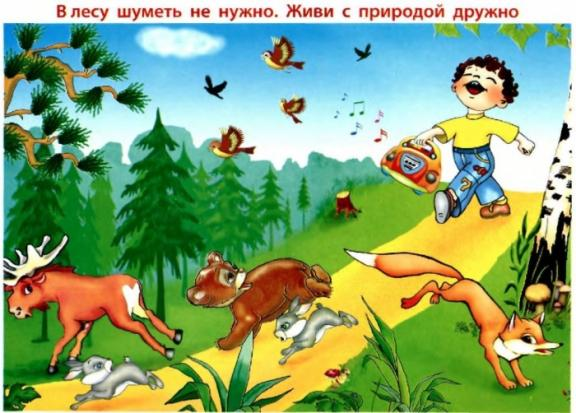 В лесу шуметь не нужно. Живи с природой дружно